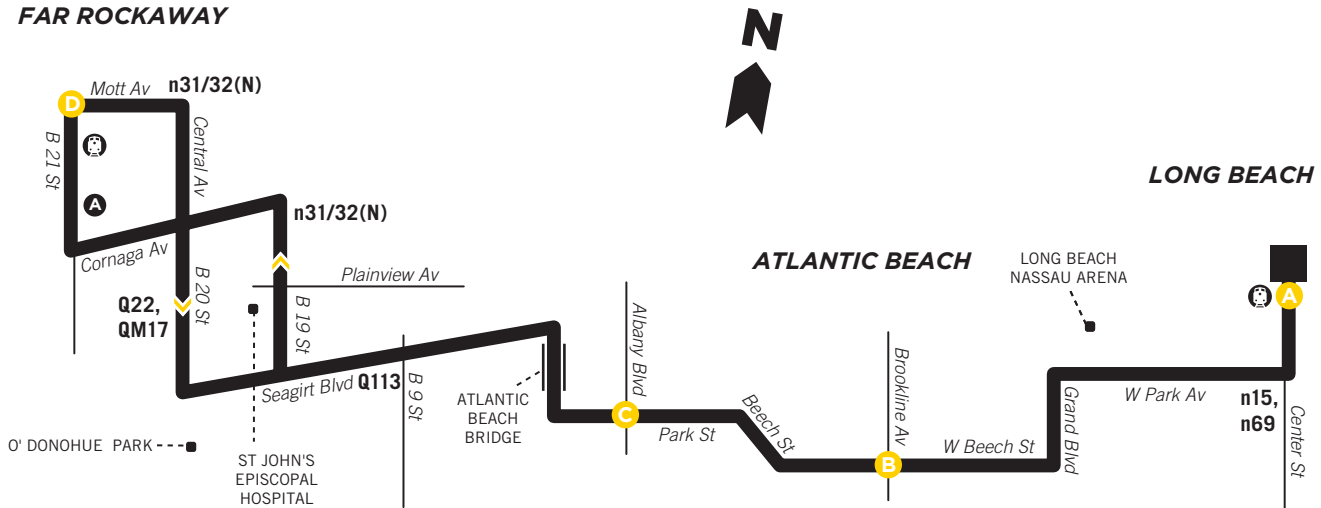 FAR ROCKAWAY
N
Mott Av
n31/32(N)
D
B 21 St
Central Av
A
Cornaga Av
n31/32(N)
LONG BEACH
Plainview Av
ATLANTIC BEACH
LONG BEACH
NASSAU ARENA
A
Q22,
QM17
B 20 St
B 19 St
Albany Blvd
Brookline Av
Seagirt Blvd
Q113
B 9 St
ATLANTIC
BEACH
BRIDGE
C
Park St
Beech St
B
W Beech St
Grand Blvd
W Park Av
n15,
n69
Center St
O' DONOHUE PARK
ST JOHN'S
EPISCOPAL
HOSPITAL